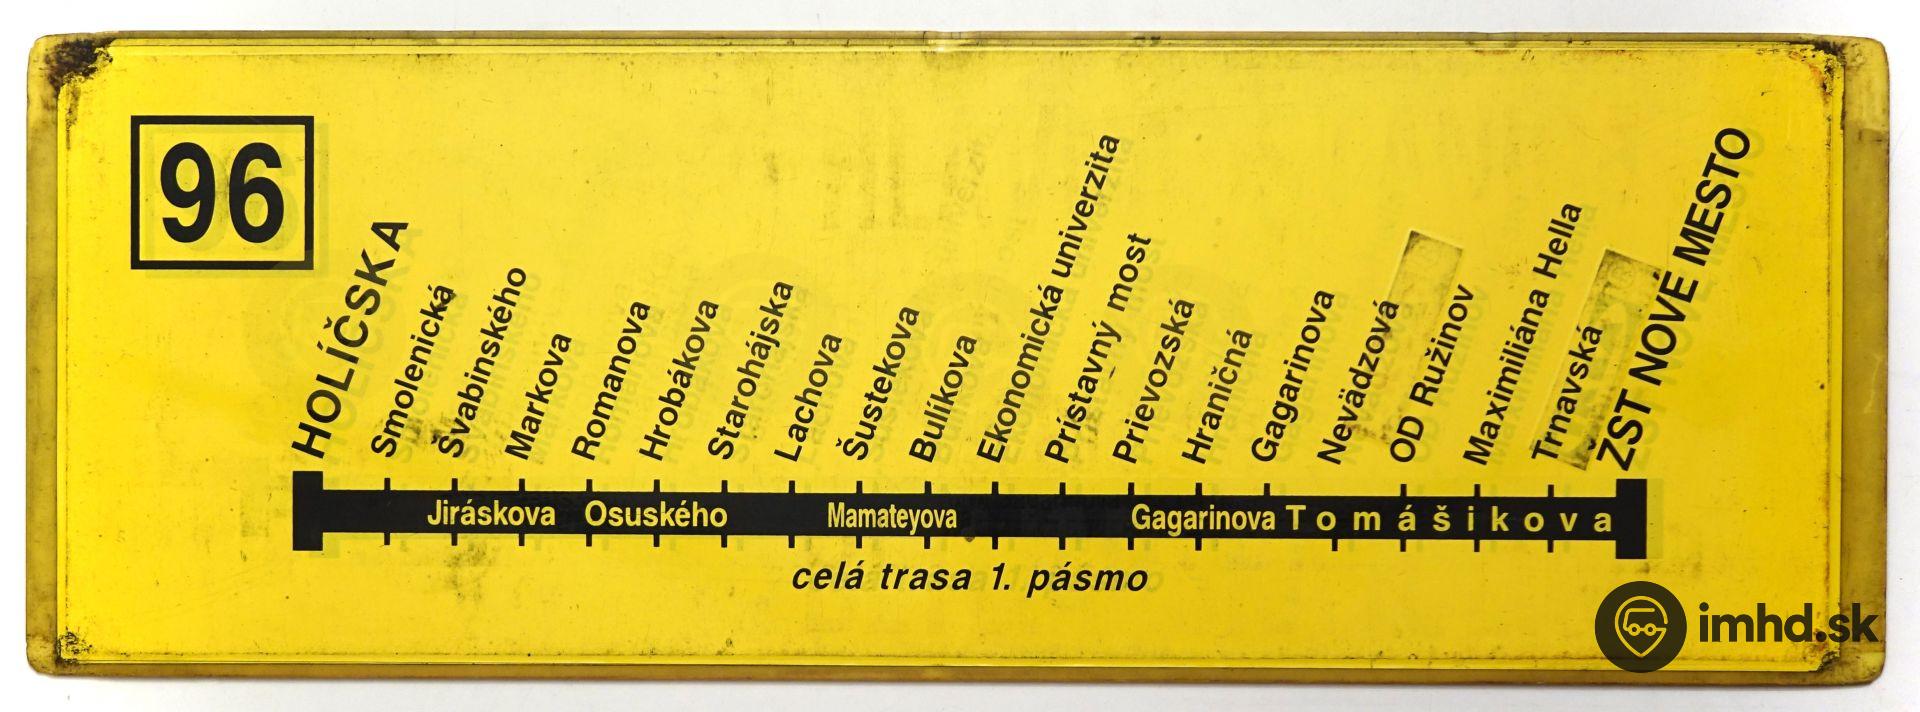 96
HOLÍČSKA
Smolenická
Švabinského
Markova
Romanova
Hrobákova
Starohájska
Lachova
Šustekova
Bulíkova
Ekonomická univerzita
Prístavný most
Prievozská
Hraničná
Gagarinova
Nevädzová
OD Ružinov
Maximiliána Hella
Trnavská
ŽST NOVÉ MESTO
Jiráskova Osuského Mamateyova Gagarinova Tomášikova
celá trasa 1. pásmo
imhd.sk